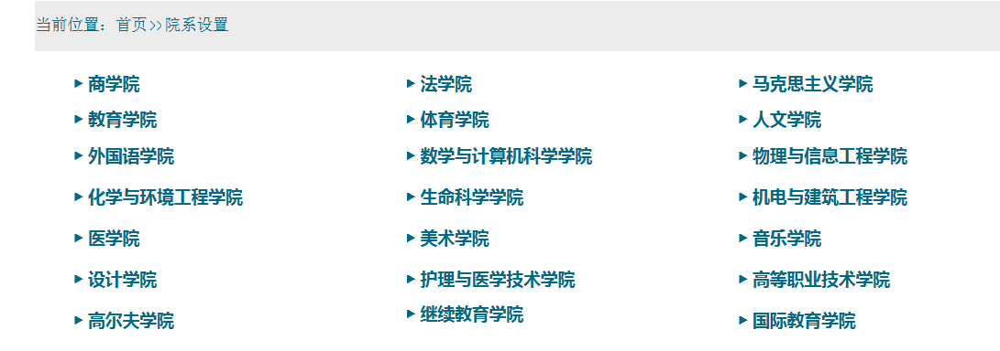 当前位置：首页>>院系设置
商学院 法学院 马克思主义学院
教育学院 体育学院 人文学院
外国语学院 数学与计算机科学学院 物理与信息工程学院
化学与环境工程学院 生命科学学院 机电与建筑工程学院
医学院 美术学院 音乐学院
设计学院 护理与医学技术学院 高等职业技术学院
高尔夫学院 继续教育学院 国际教育学院